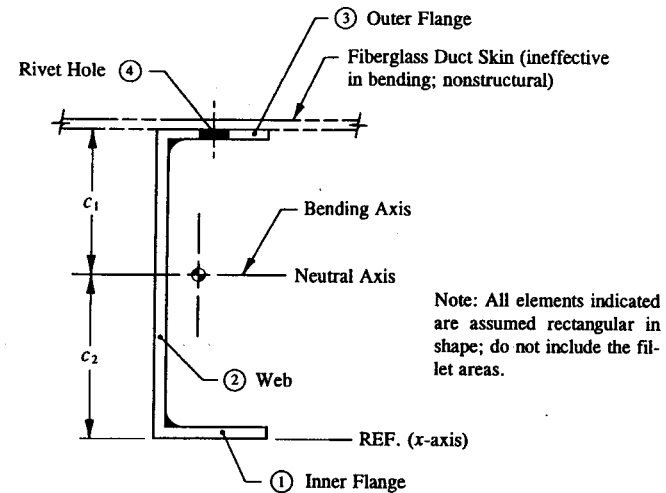 ③ Outer Flange
Fiberglass Duct Skin (ineffective
in bending; nonstructural)
Rivet Hole ④
c₁
Bending Axis
Neutral Axis
Note: All elements indicated
are assumed rectangular in
shape; do not include the fil-
let areas.
c₂
② Web
REF. (x-axis)
① Inner Flange